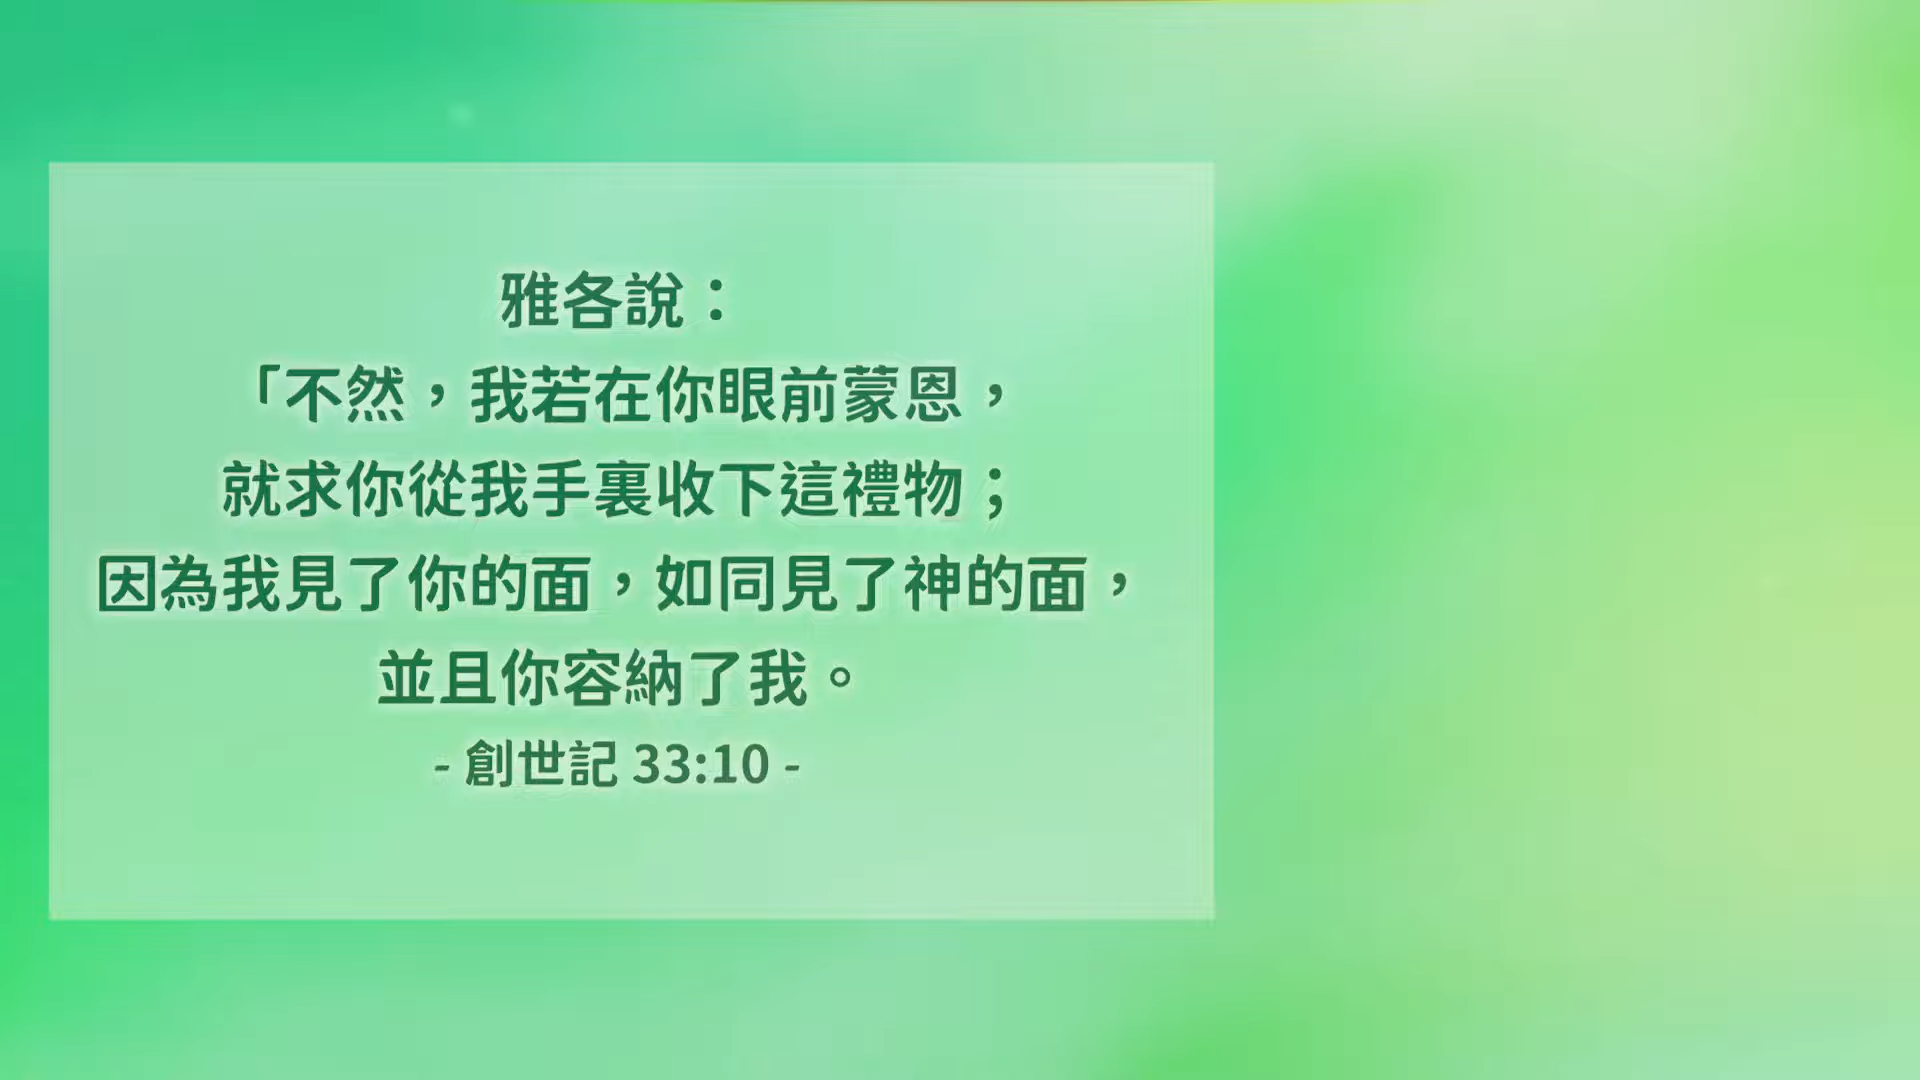 雅各說：
「不然，我若在你眼前蒙恩，
就求你從我手裏收下這禮物；
因為我見了你的面，如同見了神的面，
並且你容納了我。
- 創世記 33:10 -